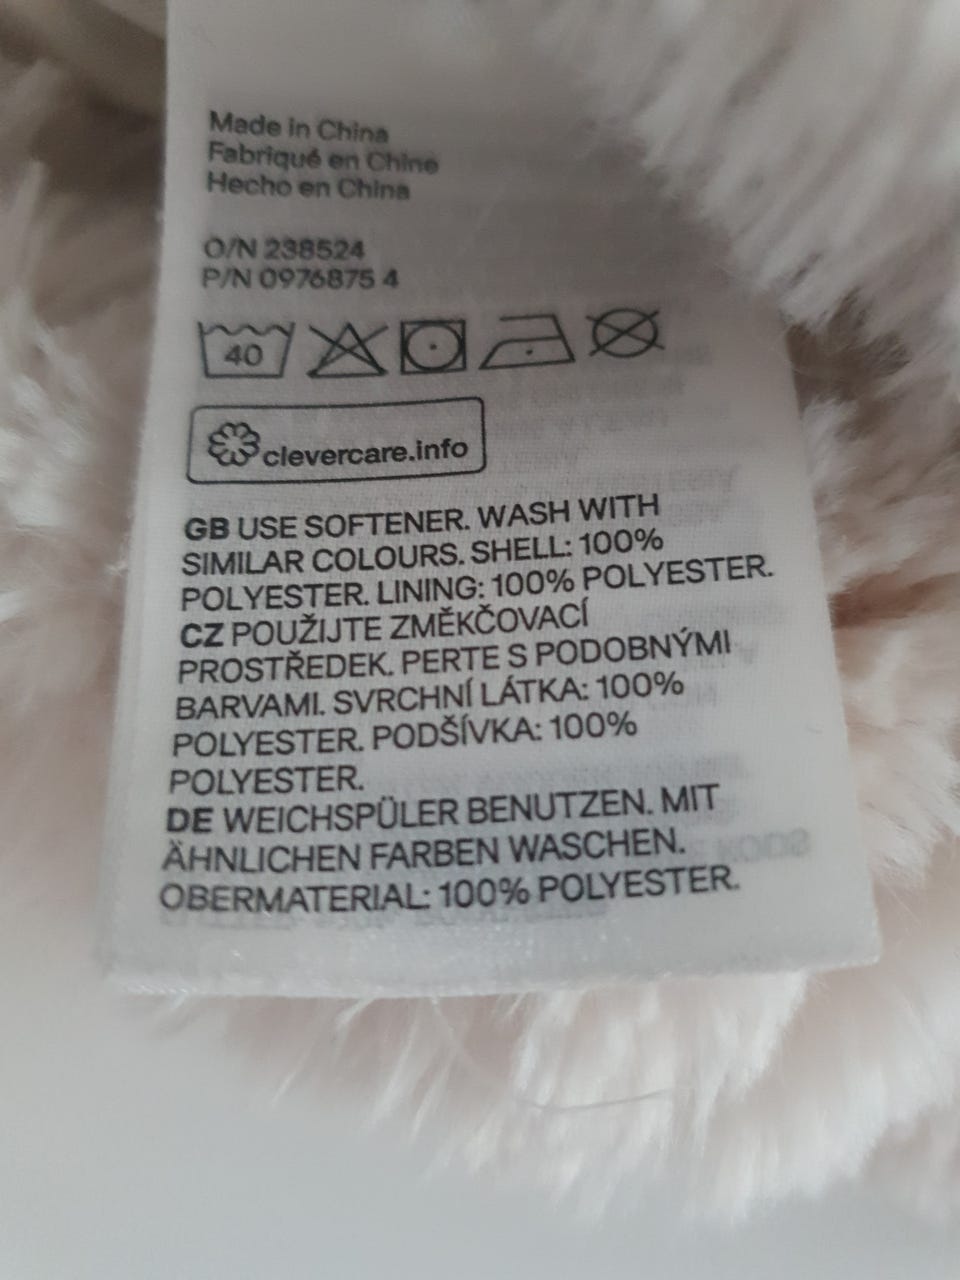 Made in China
Fabriqué en Chine
Hecho en China
O/N 238524
P/N 0976875 4
40
clevercare.info
GB USE SOFTENER. WASH WITH
SIMILAR COLOURS. SHELL: 100%
POLYESTER. LINING: 100% POLYESTER.
CZ POUŽIJTE ZMĚKČOVACÍ
PROSTŘEDEK. PERTE S PODOBNÝMI
BARVAMI. SVRCHNÍ LÁTKA: 100%
POLYESTER. PODŠÍVKA: 100%
POLYESTER.
DE WEICHSPÜLER BENUTZEN. MIT
ÄHNLICHEN FARBEN WASCHEN.
OBERMATERIAL: 100% POLYESTER.